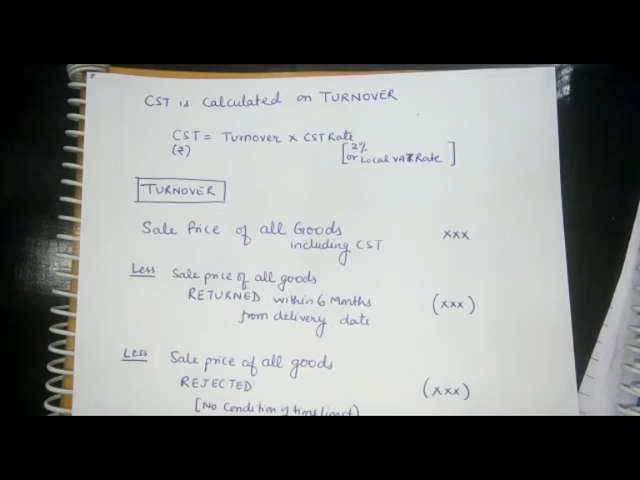 CST is Calculated on TURNOVER
CST = Turnover x CST Rate
(₹) [2%
or Local VAT Rate]
TURNOVER
Sale Price of all Goods xxx
including CST
Less: Sale price of all goods
RETURNED within 6 Months (xxx)
from delivery date
Less Sale price of all goods
REJECTED (xxx)
[No Condition of time limit)